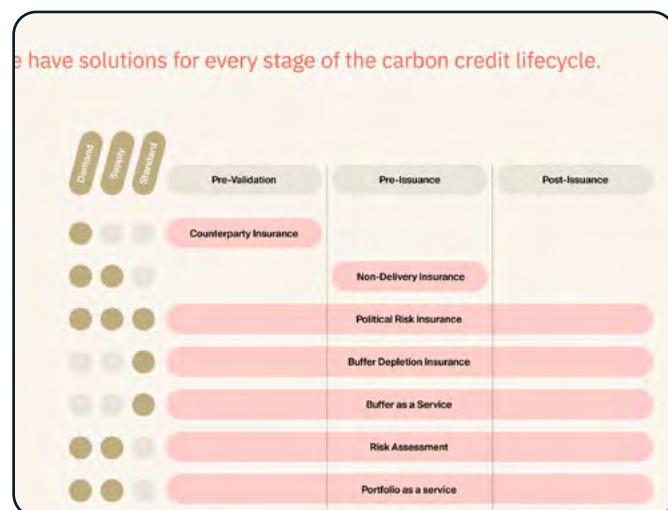 e have solutions for every stage of the carbon credit lifecycle.
Demand
Supply
Standard
Pre-Validation
Pre-Issuance
Post-Issuance
Counterparty Insurance
Non-Delivery Insurance
Political Risk Insurance
Buffer Depletion Insurance
Buffer as a Service
Risk Assessment
Portfolio as a service